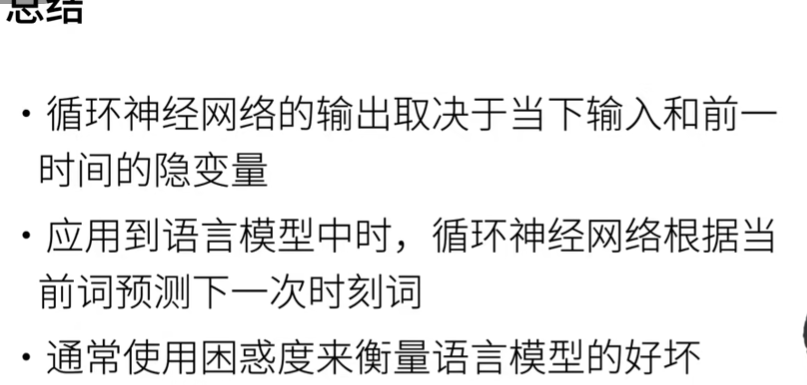 总结
• 循环神经网络的输出取决于当下输入和前一
时间的隐变量
• 应用到语言模型中时，循环神经网络根据当
前词预测下一次时刻词
• 通常使用困惑度来衡量语言模型的好坏